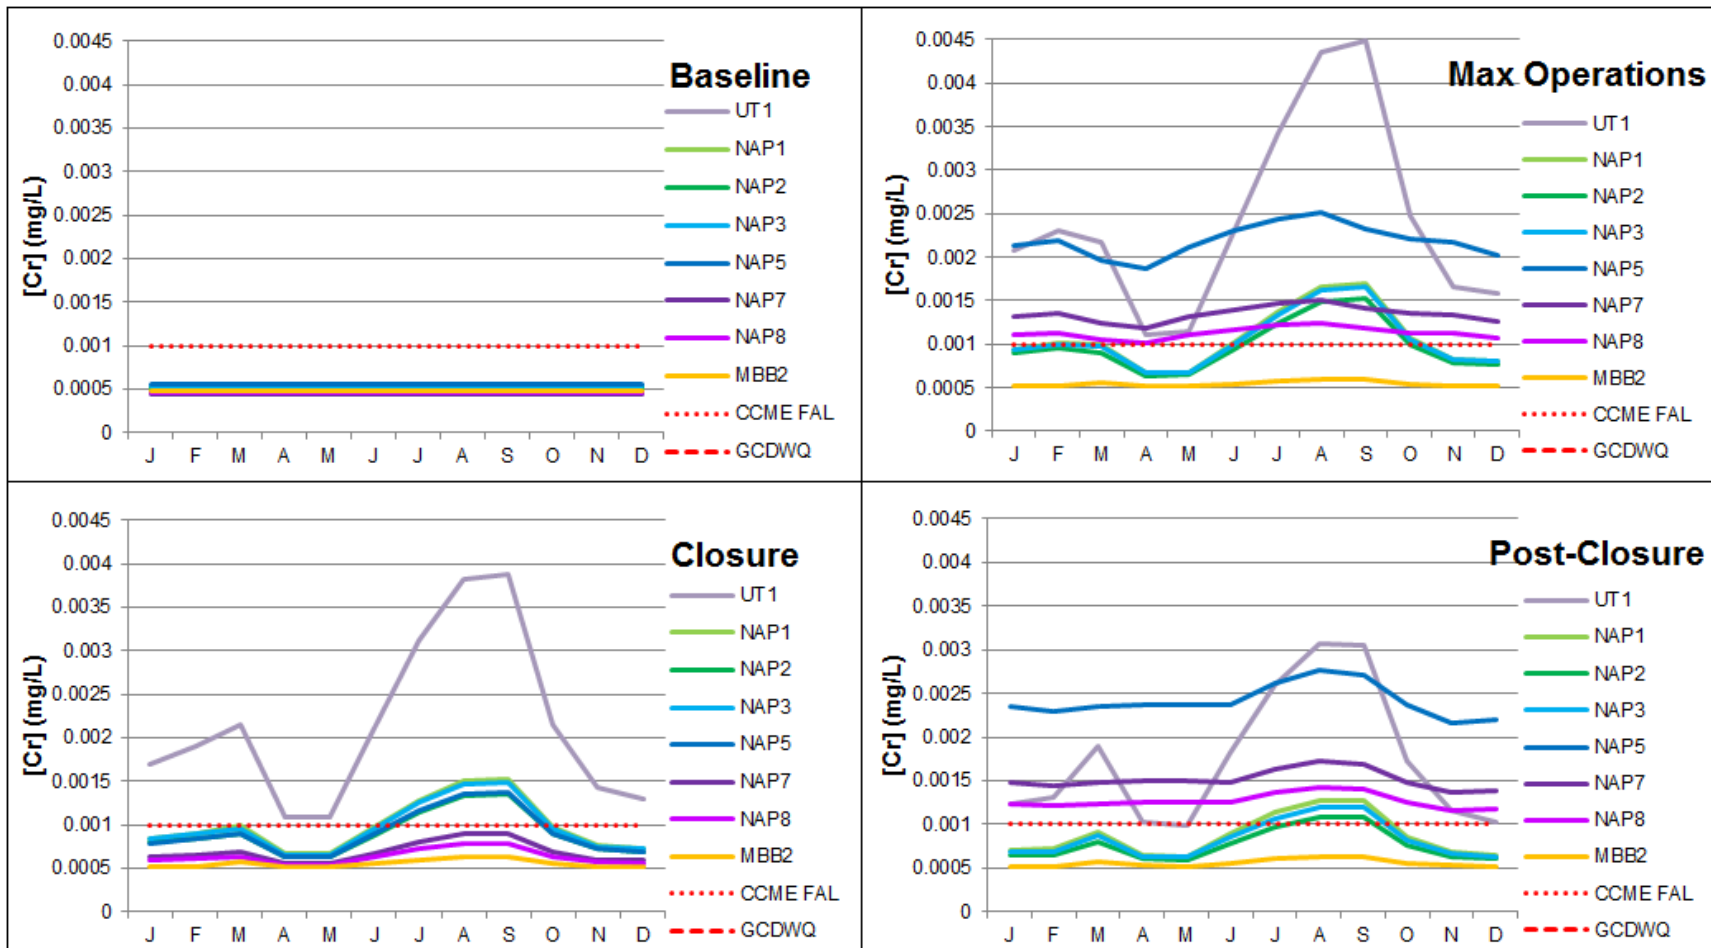 Baseline
[Cr] (mg/L)
0.0045
0.004
0.0035
0.003
0.0025
0.002
0.0015
0.001
0.0005
0
J F M A M J J A S O N D
UT1
NAP1
NAP2
NAP3
NAP5
NAP7
NAP8
MBB2
CCME FAL
GCDWQ
Max Operations
[Cr] (mg/L)
0.0045
0.004
0.0035
0.003
0.0025
0.002
0.0015
0.001
0.0005
0
J F M A M J J A S O N D
UT1
NAP1
NAP2
NAP3
NAP5
NAP7
NAP8
MBB2
CCME FAL
GCDWQ
Closure
[Cr] (mg/L)
0.0045
0.004
0.0035
0.003
0.0025
0.002
0.0015
0.001
0.0005
0
J F M A M J J A S O N D
UT1
NAP1
NAP2
NAP3
NAP5
NAP7
NAP8
MBB2
CCME FAL
GCDWQ
Post-Closure
[Cr] (mg/L)
0.0045
0.004
0.0035
0.003
0.0025
0.002
0.0015
0.001
0.0005
0
J F M A M J J A S O N D
UT1
NAP1
NAP2
NAP3
NAP5
NAP7
NAP8
MBB2
CCME FAL
GCDWQ